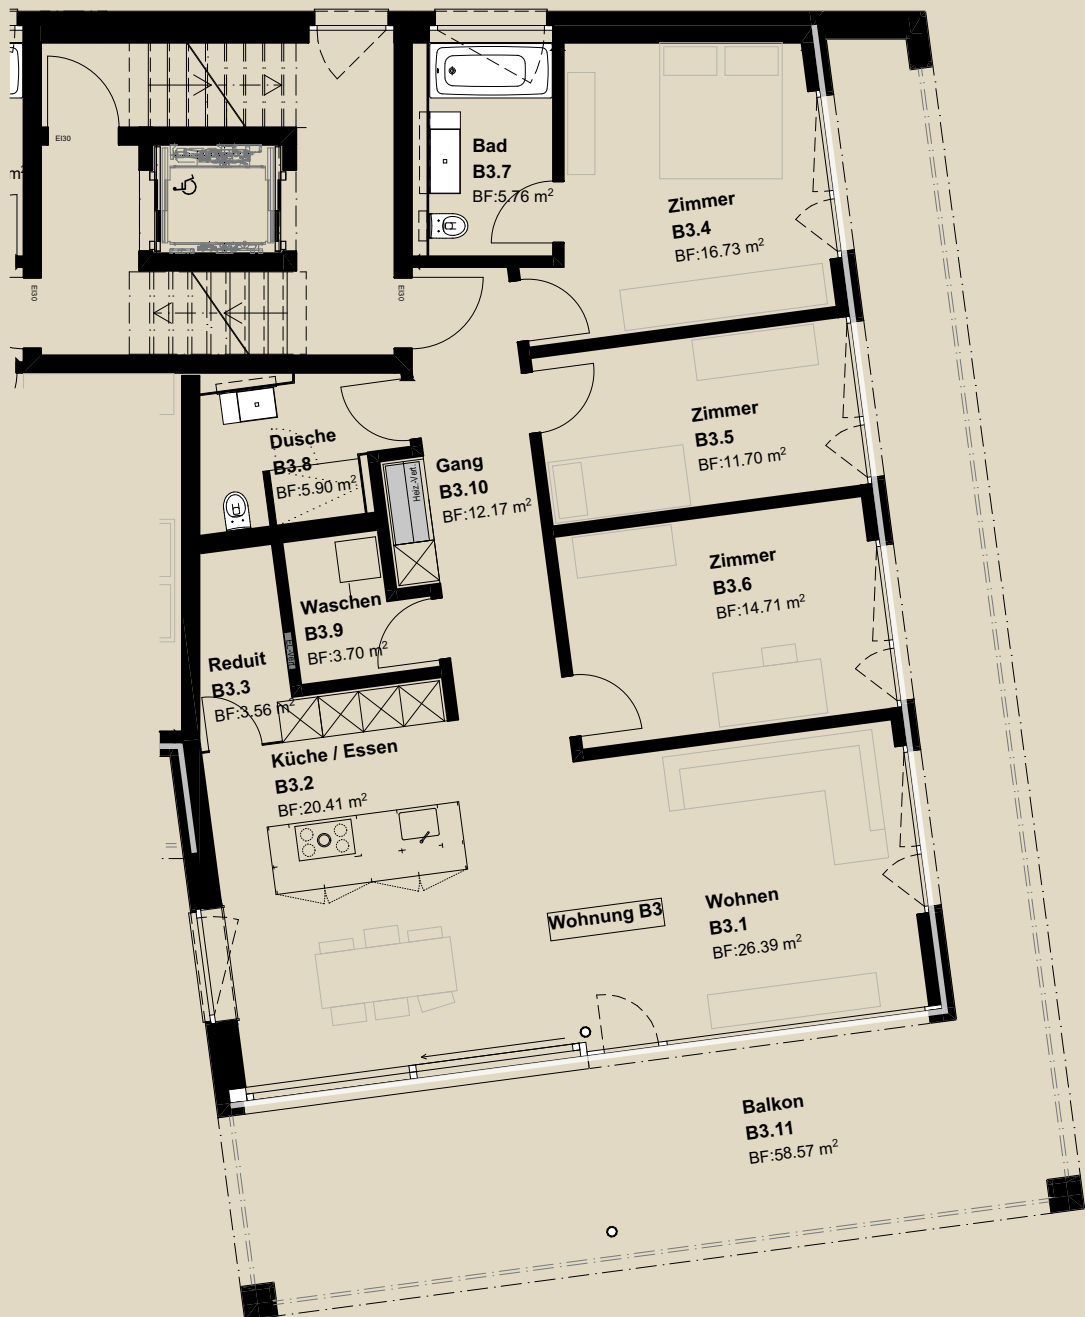 EI30
m²
Bad
B3.7
BF:5.76 m²
Zimmer
B3.4
BF:16.73 m²
EI30
EI30
Zimmer
B3.5
BF:11.70 m²
Dusche
B3.8
BF:5.90 m²
Gang
B3.10
BF:12.17 m²
Heiz-Vert.
Zimmer
B3.6
BF:14.71 m²
Waschen
B3.9
BF:3.70 m²
Reduit
B3.3
BF:3.56 m²
Küche / Essen
B3.2
BF:20.41 m²
Wohnung B3
Wohnen
B3.1
BF:26.39 m²
Balkon
B3.11
BF:58.57 m²